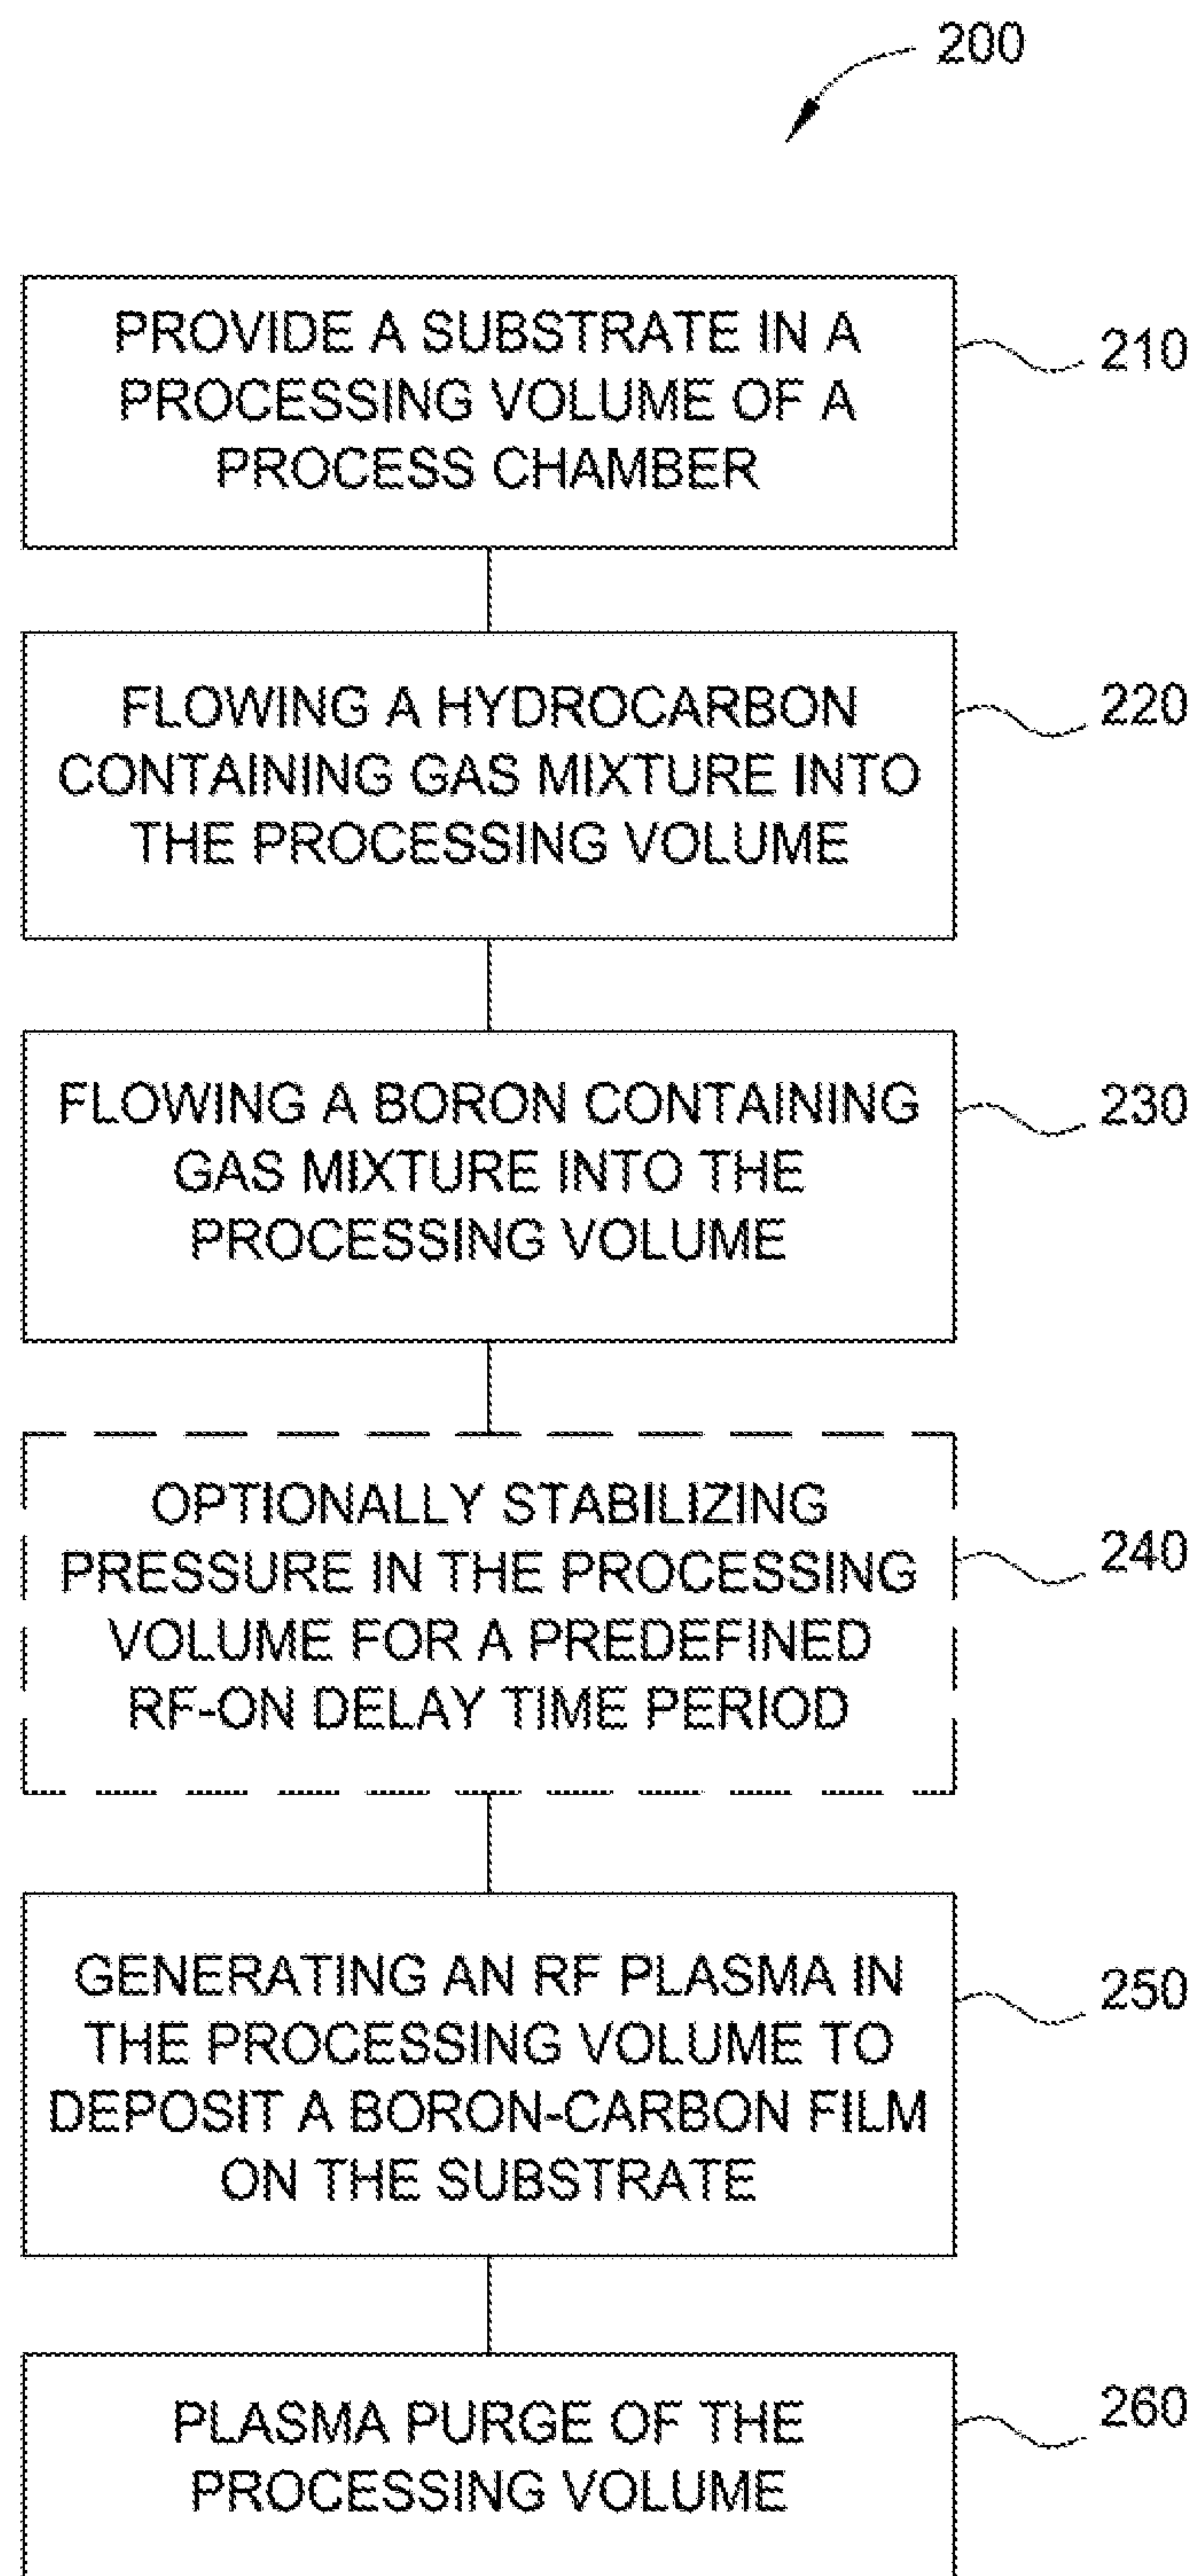 200
PROVIDE A SUBSTRATE IN A
PROCESSING VOLUME OF A
PROCESS CHAMBER
210
FLOWING A HYDROCARBON
CONTAINING GAS MIXTURE INTO
THE PROCESSING VOLUME
220
FLOWING A BORON CONTAINING
GAS MIXTURE INTO THE
PROCESSING VOLUME
230
OPTIONALLY STABILIZING
PRESSURE IN THE PROCESSING
VOLUME FOR A PREDEFINED
RF-ON DELAY TIME PERIOD
240
GENERATING AN RF PLASMA IN
THE PROCESSING VOLUME TO
DEPOSIT A BORON-CARBON FILM
ON THE SUBSTRATE
250
PLASMA PURGE OF THE
PROCESSING VOLUME
260